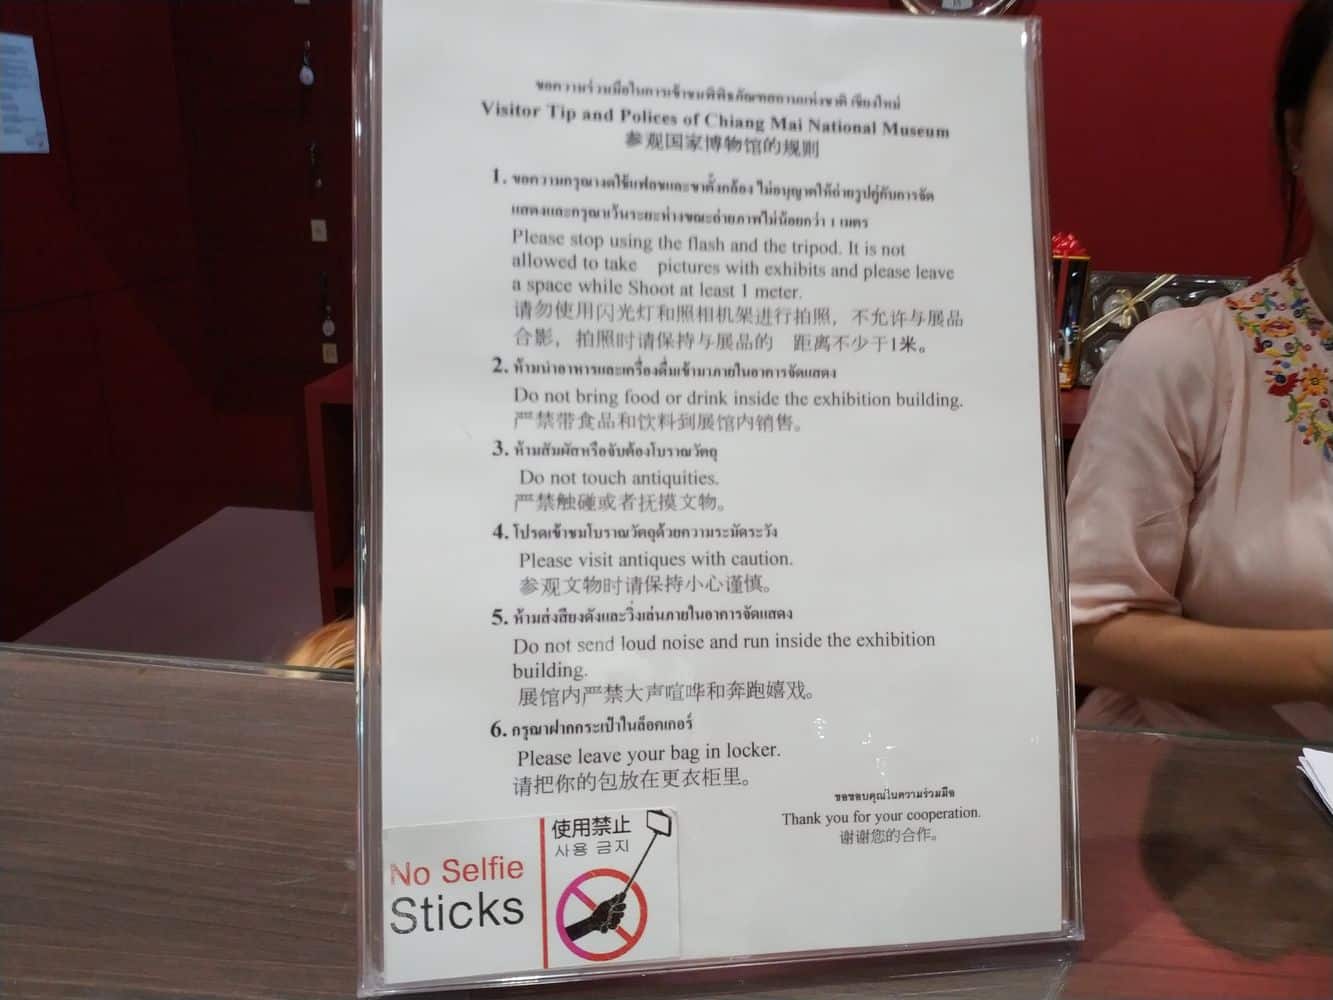 ขอความร่วมมือในการเข้าชมพิพิธภัณฑสถานแห่งชาติ เชียงใหม่
Visitor Tip and Polices of Chiang Mai National Museum
参观国家博物馆的规则
1. ขอความกรุณางดใช้แฟลชและขาตั้งกล้อง ไม่อนุญาตให้ถ่ายรูปคู่กับการจัด
แสดงและกรุณาเว้นระยะห่างขณะถ่ายภาพไม่น้อยกว่า 1 เมตร
Please stop using the flash and the tripod. It is not
allowed to take pictures with exhibits and please leave
a space while Shoot at least 1 meter.
请勿使用闪光灯和照相机架进行拍照，不允许与展品
合影，拍照时请保持与展品的 距离不少于1米。
2. ห้ามนำอาหารและเครื่องดื่มเข้ามาภายในอาคารจัดแสดง
Do not bring food or drink inside the exhibition building.
严禁带食品和饮料到展馆内销售。
3. ห้ามสัมผัสหรือจับต้องโบราณวัตถุ
Do not touch antiquities.
严禁触碰或者抚摸文物。
4. โปรดเข้าชมโบราณวัตถุด้วยความระมัดระวัง
Please visit antiques with caution.
参观文物时请保持小心谨慎。
5. ห้ามส่งเสียงดังและวิ่งเล่นภายในอาคารจัดแสดง
Do not send loud noise and run inside the exhibition
building.
展馆内严禁大声喧哗和奔跑嬉戏。
6. กรุณาฝากกระเป๋าในล็อคเกอร์
Please leave your bag in locker.
请把你的包放在更衣柜里。
ขอขอบคุณในความร่วมมือ
Thank you for your cooperation.
谢谢您的合作。
No Selfie
Sticks
使用禁止
사용 금지